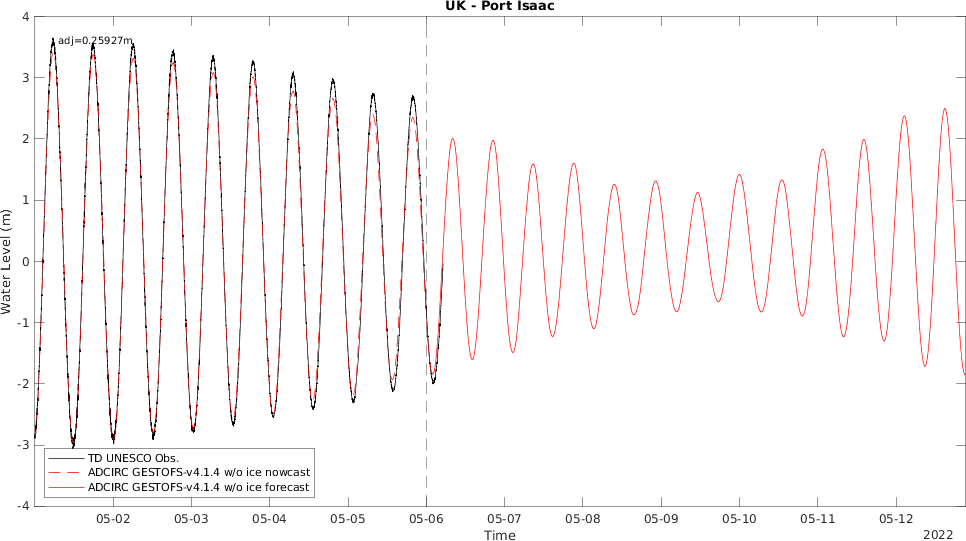 UK - Port Isaac
adj=0.25927m
4
3
2
1
0
-1
-2
-3
-4
Water Level (m)
TD UNESCO Obs.
ADCIRC GESTOFS-v4.1.4 w/o ice nowcast
ADCIRC GESTOFS-v4.1.4 w/o ice forecast
05-02 05-03 05-04 05-05 05-06 05-07 05-08 05-09 05-10 05-11 05-12
Time
2022